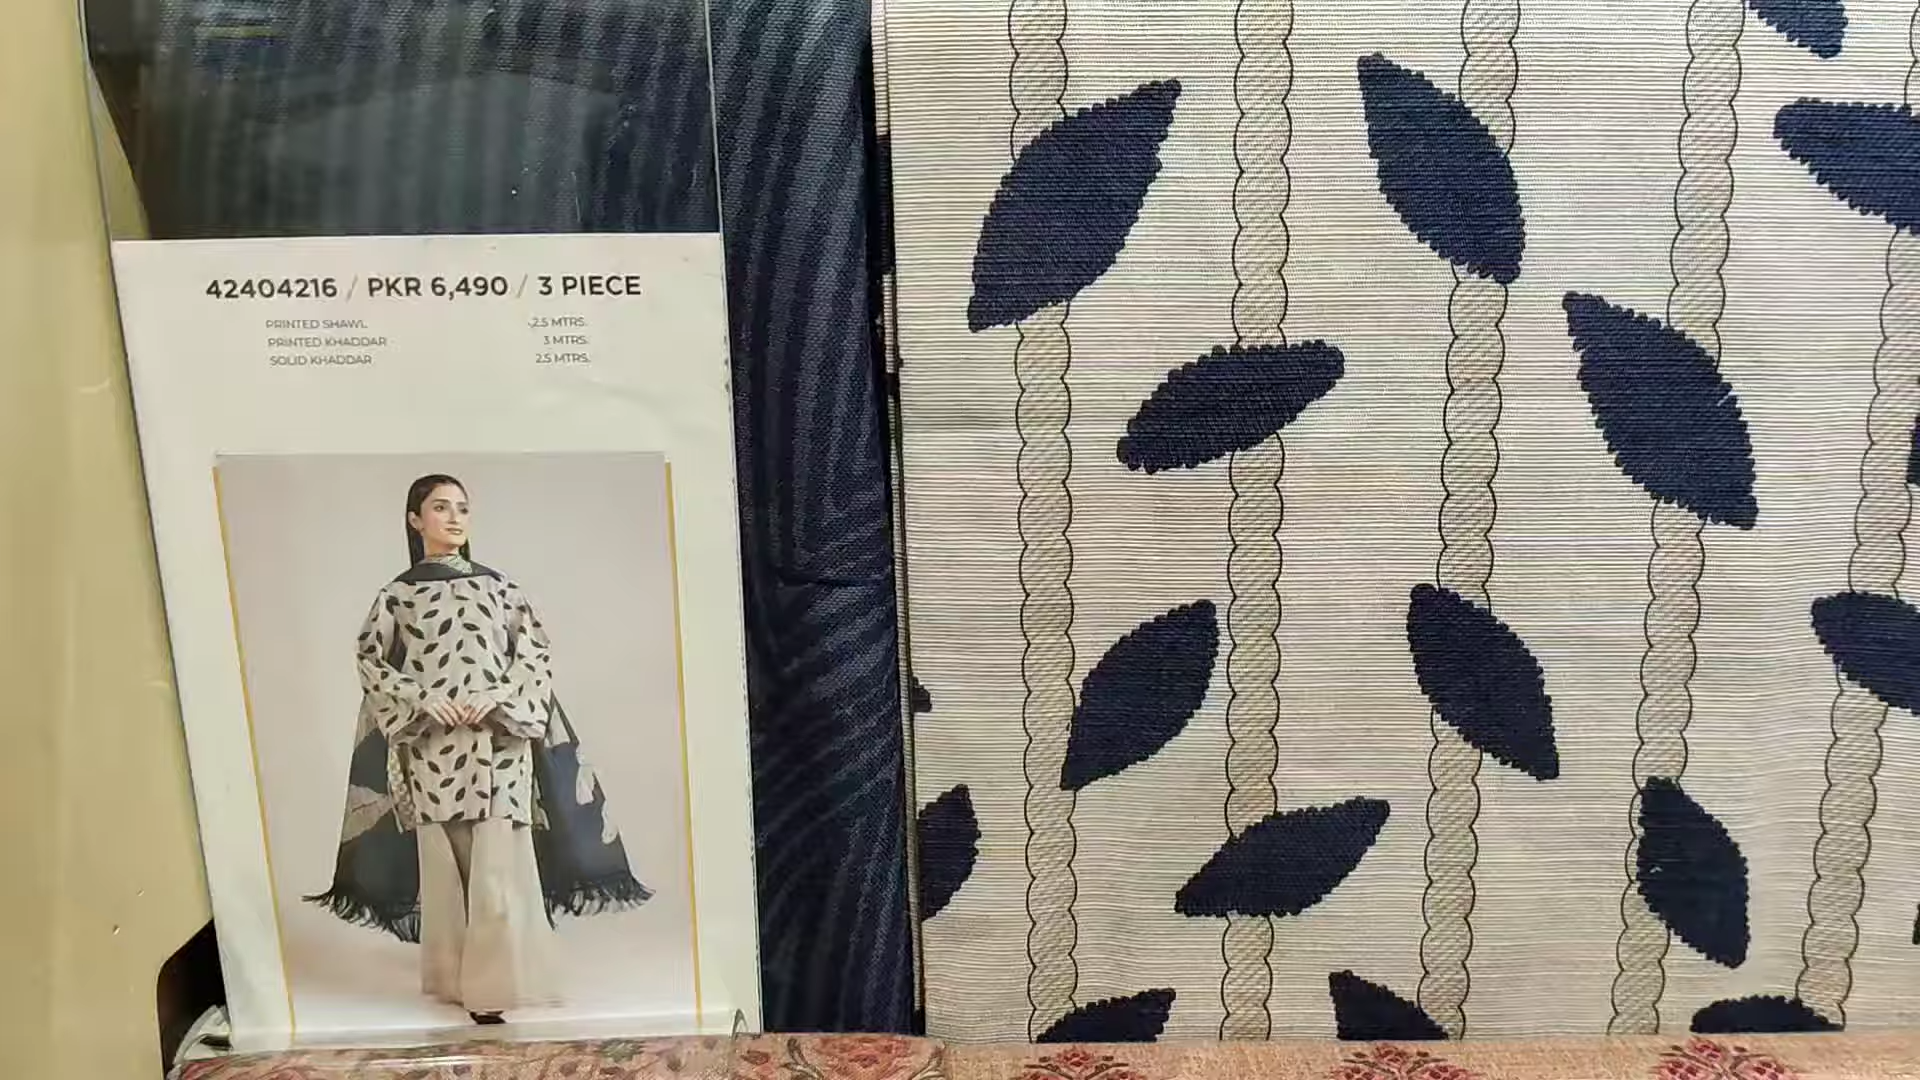 42404216 / PKR 6,490 / 3 PIECE
PRINTED SHAWL 2.5 MTRS.
PRINTED KHADDAR 3 MTRS.
SOLID KHADDAR 2.5 MTRS.